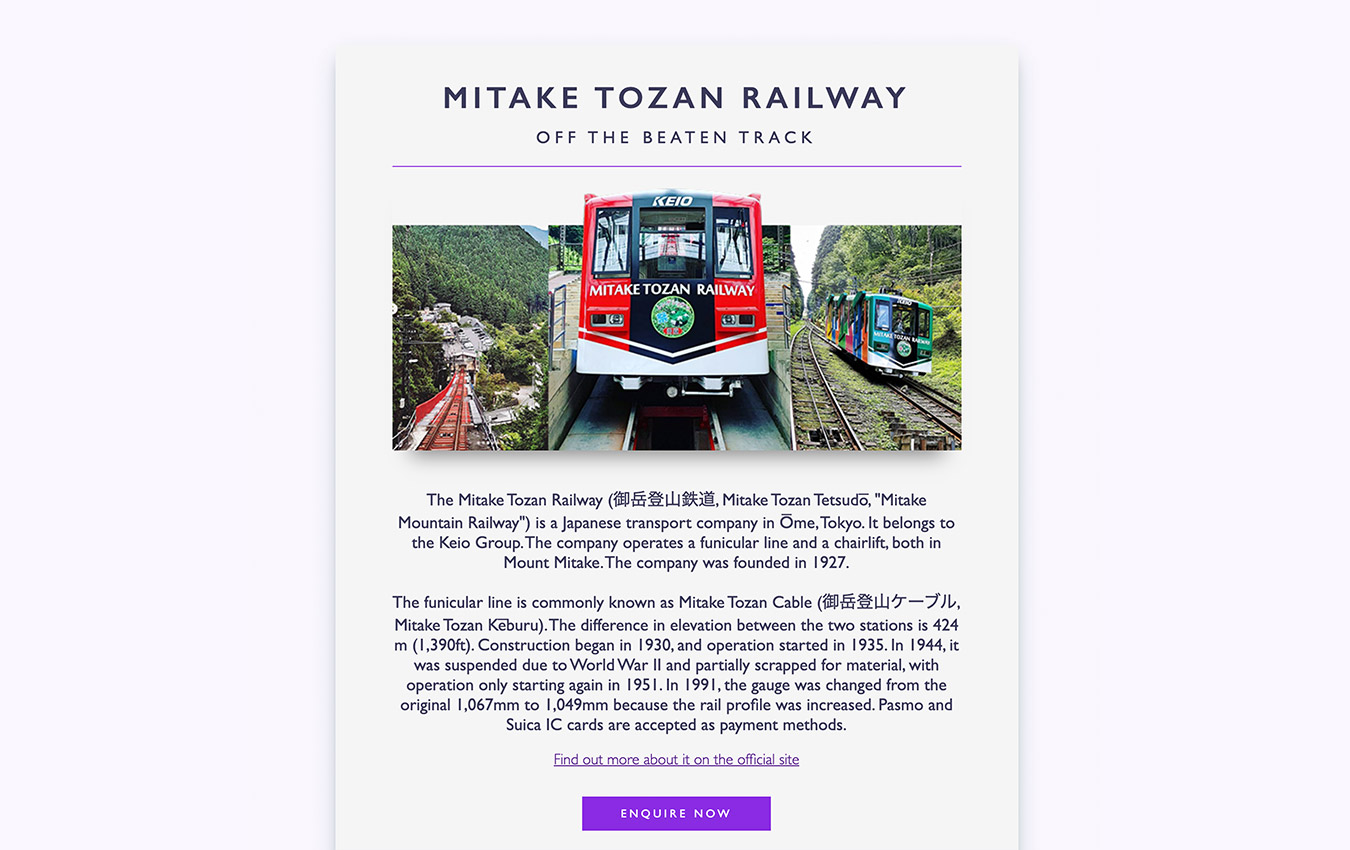 MITAKE TOZAN RAILWAY
OFF THE BEATEN TRACK
KEIO
MITAKE TOZAN RAILWAY
KEIO
MITAKE TOZAN RAILWAY
The Mitake Tozan Railway (御岳登山鉄道, Mitake Tozan Tetsudō, "Mitake
Mountain Railway") is a Japanese transport company in Ōme, Tokyo. It belongs to
the Keio Group. The company operates a funicular line and a chairlift, both in
Mount Mitake. The company was founded in 1927.
The funicular line is commonly known as Mitake Tozan Cable (御岳登山ケーブル,
Mitake Tozan Kēburu). The difference in elevation between the two stations is 424
m (1,390ft). Construction began in 1930, and operation started in 1935. In 1944, it
was suspended due to World War II and partially scrapped for material, with
operation only starting again in 1951. In 1991, the gauge was changed from the
original 1,067mm to 1,049mm because the rail profile was increased. Pasmo and
Suica IC cards are accepted as payment methods.
Find out more about it on the official site
ENQUIRE NOW